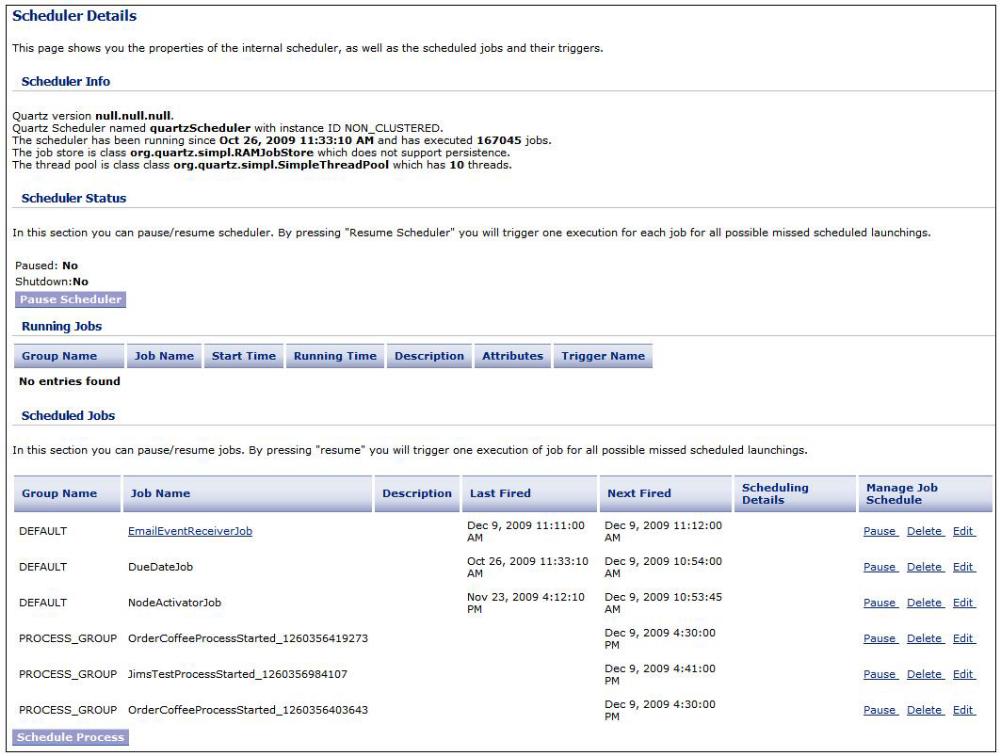 Scheduler Details
This page shows you the properties of the internal scheduler, as well as the scheduled jobs and their triggers.
Scheduler Info
Quartz version null.null.null.
Quartz Scheduler named quartzScheduler with instance ID NON_CLUSTERED.
The scheduler has been running since Oct 26, 2009 11:33:10 AM and has executed 167045 jobs.
The job store is class org.quartz.simpl.RAMJobStore which does not support persistence.
The thread pool is class class org.quartz.simpl.SimpleThreadPool which has 10 threads.
Scheduler Status
In this section you can pause/resume scheduler. By pressing "Resume Scheduler" you will trigger one execution for each job for all possible missed scheduled launchings.
Paused: No
Shutdown:No
Pause Scheduler
Running Jobs
Group Name Job Name Start Time Running Time Description Attributes Trigger Name
No entries found
Scheduled Jobs
In this section you can pause/resume jobs. By pressing "resume" you will trigger one execution of job for all possible missed scheduled launchings.
Group Name Job Name Description Last Fired Next Fired Scheduling Details Manage Job Schedule
DEFAULT EmailEventReceiverJob Dec 9, 2009 11:11:00 AM Dec 9, 2009 11:12:00 AM Pause Delete Edit
DEFAULT DueDateJob Oct 26, 2009 11:33:10 AM Dec 9, 2009 10:54:00 AM Pause Delete Edit
DEFAULT NodeActivatorJob Nov 23, 2009 4:12:10 PM Dec 9, 2009 10:53:45 AM Pause Delete Edit
PROCESS_GROUP OrderCoffeeProcessStarted_1260356419273 Dec 9, 2009 4:30:00 PM Pause Delete Edit
PROCESS_GROUP JimsTestProcessStarted_1260356984107 Dec 9, 2009 4:41:00 PM Pause Delete Edit
PROCESS_GROUP OrderCoffeeProcessStarted_1260356403643 Dec 9, 2009 4:30:00 PM Pause Delete Edit
Schedule Process